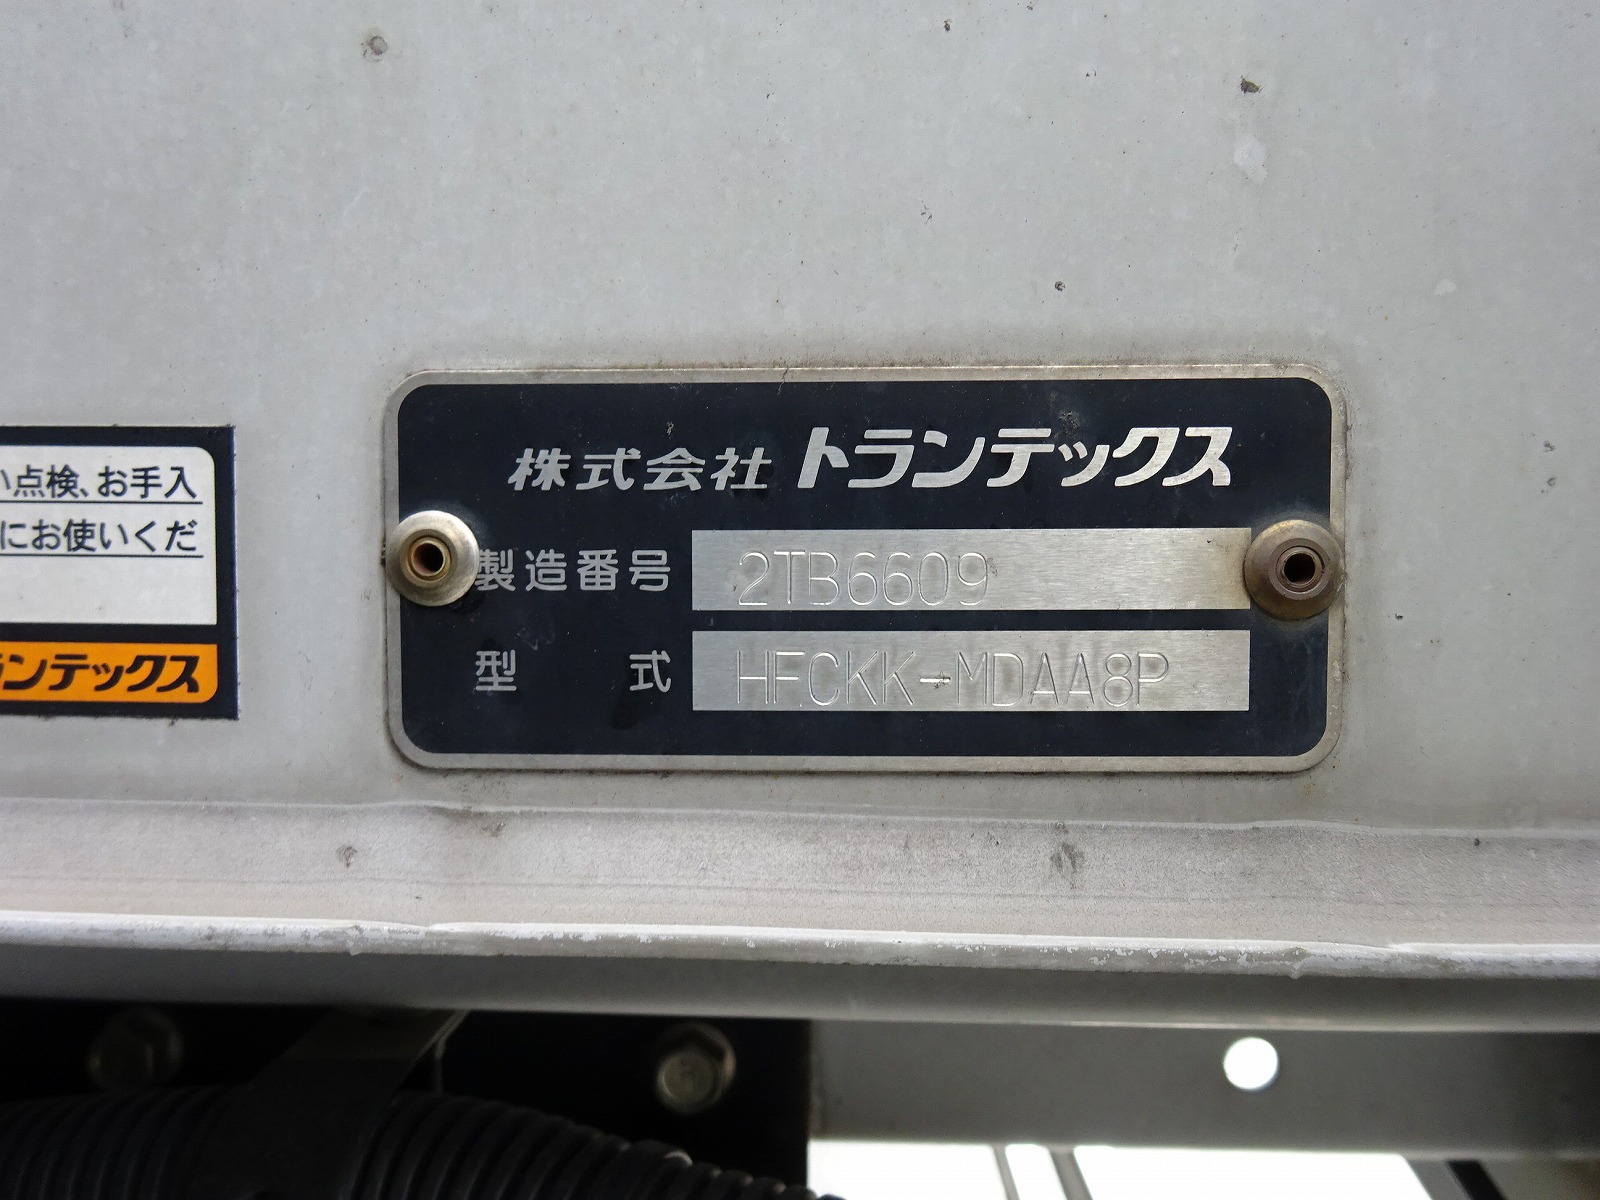 株式会社 トランテックス
製造番号 2TB6609
型式 HFCKK-MDAA8P
い点検、お手入
にお使いくだ
ランテックス